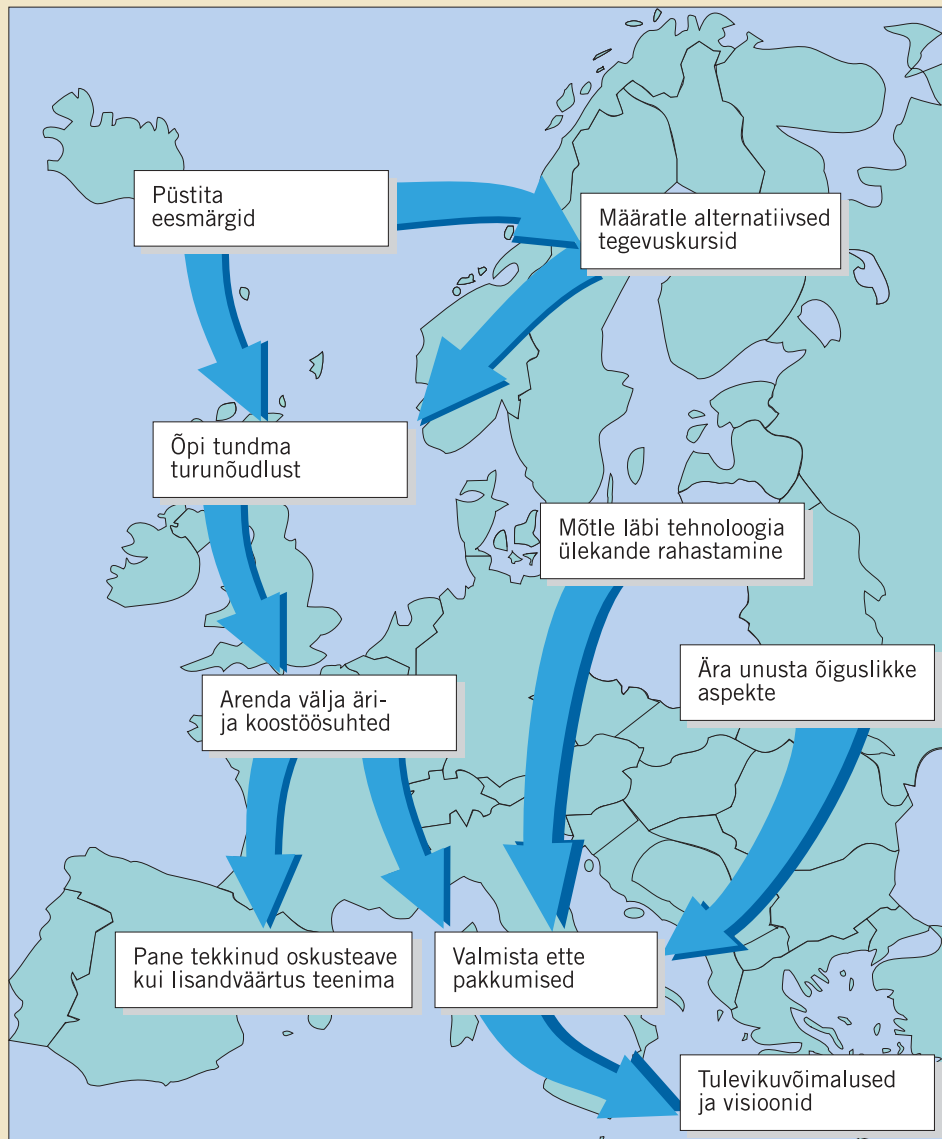 Püstita
eesmärgid
Määratle alternatiivsed
tegevuskursid
Õpi tundma
turunõudlust
Mõtle läbi tehnoloogia
ülekande rahastamine
Ära unusta õiguslikke
aspekte
Arenda välja äri-
ja koostöösuhted
Pane tekkinud oskusteave
kui lisandväärtus teenima
Valmista ette
pakkumised
Tulevikuvõimalused
ja visioonid